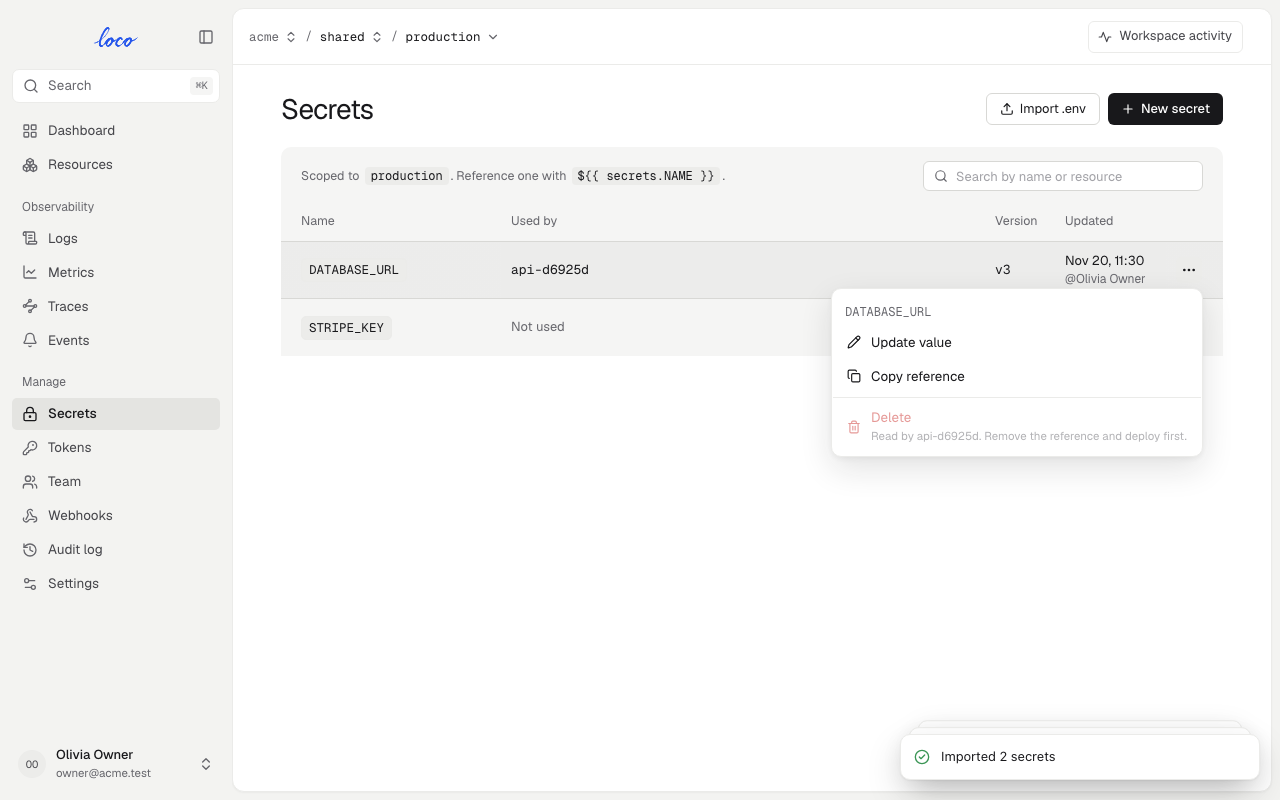 loco
acme / shared / production
Workspace activity
Search
⌘K
Dashboard
Resources
Observability
Logs
Metrics
Traces
Events
Manage
Secrets
Tokens
Team
Webhooks
Audit log
Settings
OO
Olivia Owner
owner@acme.test
Secrets
Import .env
New secret
Scoped to production . Reference one with ${{ secrets.NAME }} .
Search by name or resource
Name Used by Version Updated
DATABASE_URL api-d6925d v3 Nov 20, 11:30
@Olivia Owner
STRIPE_KEY Not used
DATABASE_URL
Update value
Copy reference
Delete
Read by api-d6925d. Remove the reference and deploy first.
Imported 2 secrets